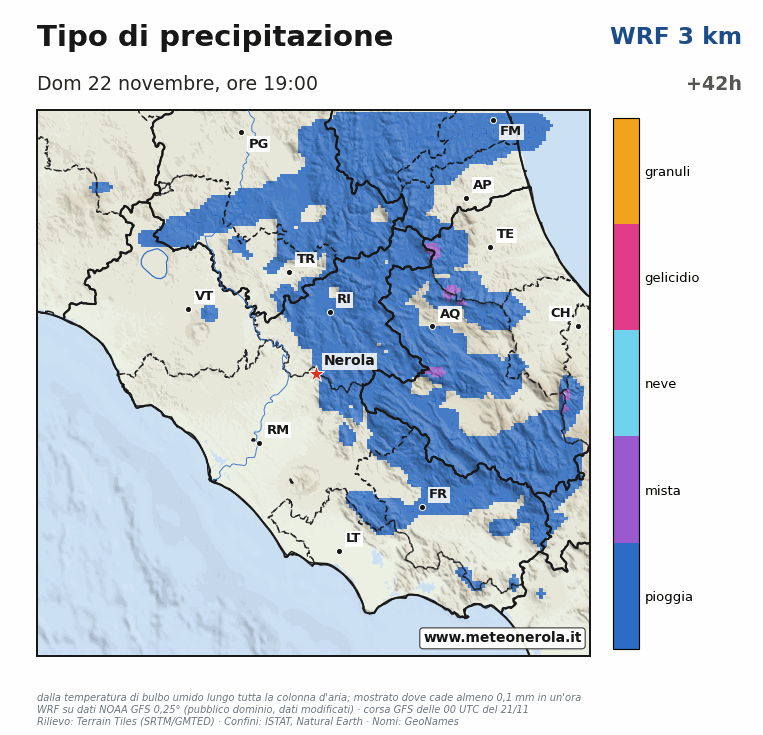 Tipo di precipitazione
WRF 3 km
Dom 22 novembre, ore 19:00
+42h
FM
PG
granuli
AP
TE
TR
gelicidio
VT
RI
AQ
CH
Nerola
neve
RM
mista
FR
LT
pioggia
www.meteonerola.it
dalla temperatura di bulbo umido lungo tutta la colonna d'aria; mostrato dove cade almeno 0,1 mm in un'ora
WRF su dati NOAA GFS 0,25° (pubblico dominio, dati modificati) · corsa GFS delle 00 UTC del 21/11
Rilievo: Terrain Tiles (SRTM/GMTED) · Confini: ISTAT, Natural Earth · Nomi: GeoNames